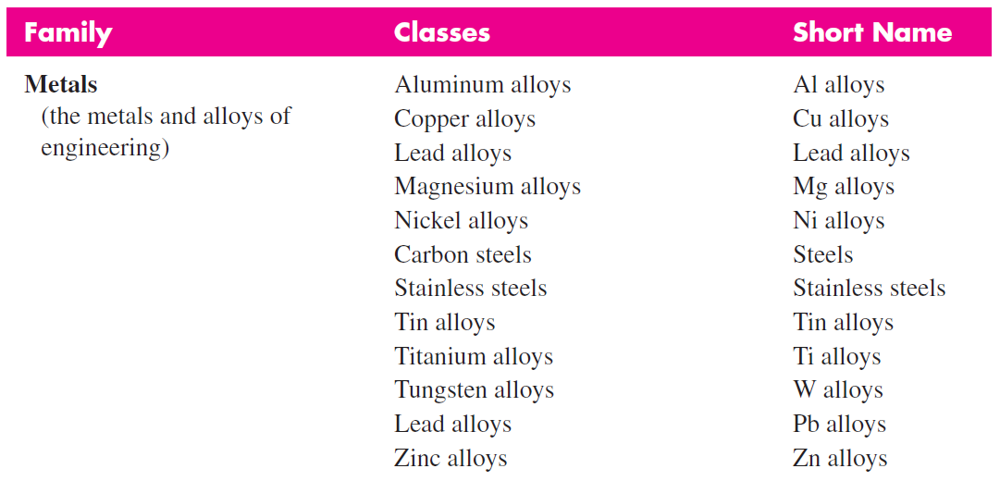 Family Classes Short Name
Metals Aluminum alloys Al alloys
(the metals and alloys of Copper alloys Cu alloys
engineering) Lead alloys Lead alloys
Magnesium alloys Mg alloys
Nickel alloys Ni alloys
Carbon steels Steels
Stainless steels Stainless steels
Tin alloys Tin alloys
Titanium alloys Ti alloys
Tungsten alloys W alloys
Lead alloys Pb alloys
Zinc alloys Zn alloys